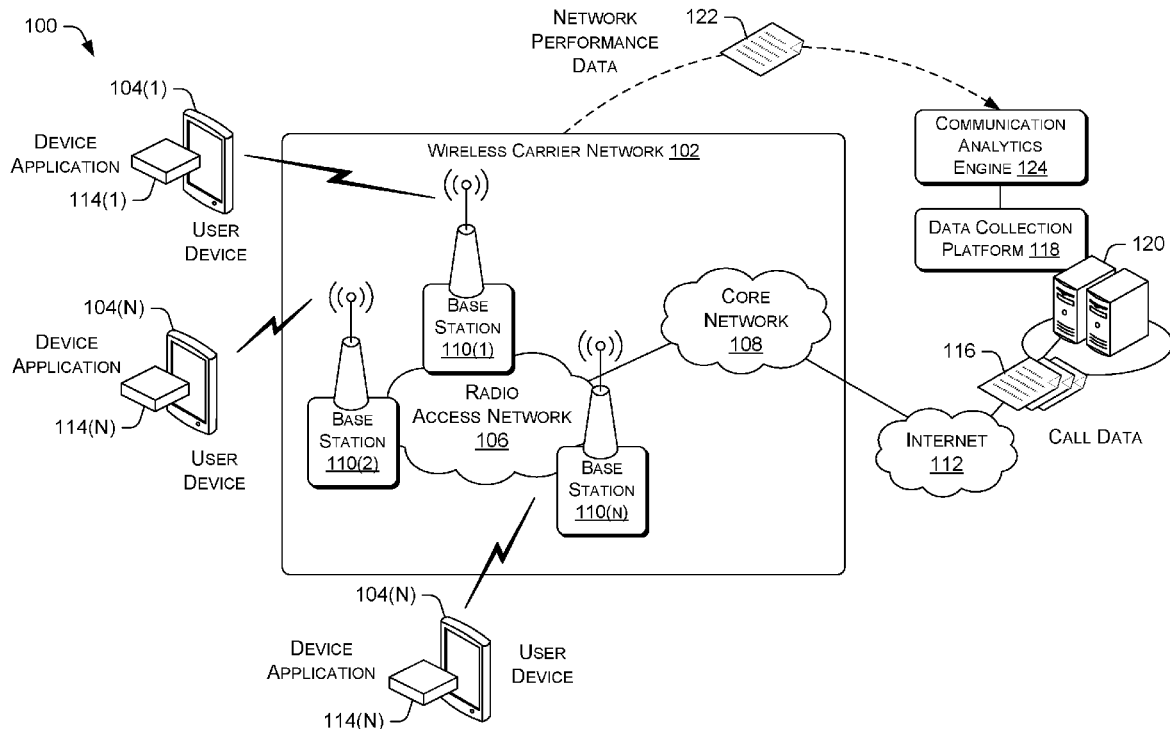 100
104(1)
DEVICE
APPLICATION
114(1)
USER
DEVICE
104(N)
DEVICE
APPLICATION
114(N)
USER
DEVICE
NETWORK
PERFORMANCE
DATA
122
WIRELESS CARRIER NETWORK 102
BASE
STATION
110(1)
BASE
STATION
110(2)
RADIO
ACCESS NETWORK
106
BASE
STATION
110(N)
CORE
NETWORK
108
COMMUNICATION
ANALYTICS
ENGINE 124
DATA COLLECTION
PLATFORM 118
120
116
INTERNET
112
CALL DATA
104(N)
DEVICE
APPLICATION
114(N)
USER
DEVICE